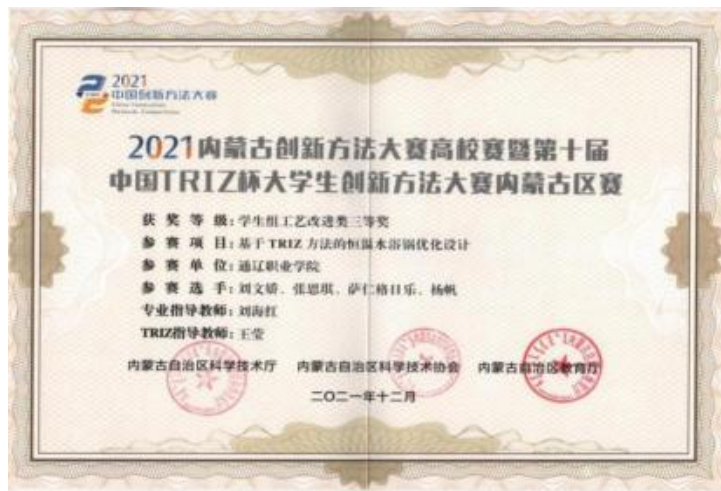 2021
中国创新方法大赛
China Innovation
Methods Competition
2021内蒙古创新方法大赛高校赛暨第十届
中国TRIZ杯大学生创新方法大赛内蒙古区赛
获奖等级：学生组工艺改进类三等奖
参赛项目：基于 TRIZ 方法的恒温水浴锅优化设计
参赛单位：通辽职业学院
参赛选手：刘文娇、张思琪、萨仁格日乐、杨帆
专业指导教师：刘海红
TRIZ指导教师：王莹
内蒙古自治区科学技术厅 内蒙古自治区科学技术协会 内蒙古自治区教育厅
二〇二一年十二月